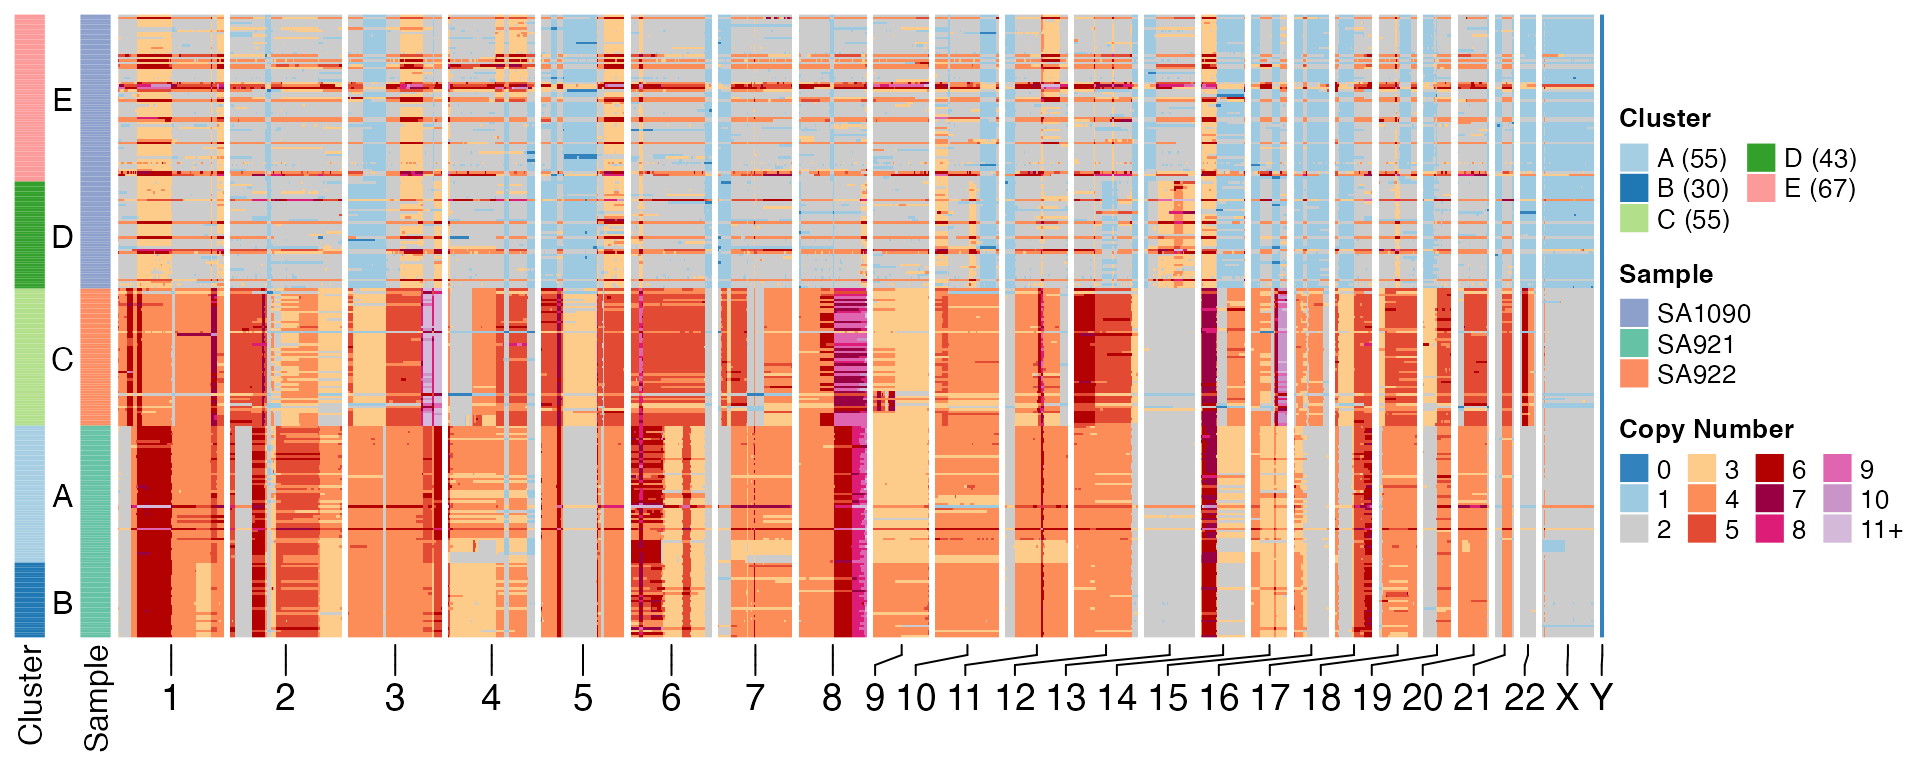 E
D
C
A
B
Cluster
Sample
1 2 3 4 5 6 7 8 9 10 11 12 13 14 15 16 17 18 19 20 21 22 X Y
Cluster
A (55) D (43)
B (30) E (67)
C (55)
Sample
SA1090
SA921
SA922
Copy Number
0 3 6 9
1 4 7 10
2 5 8 11+